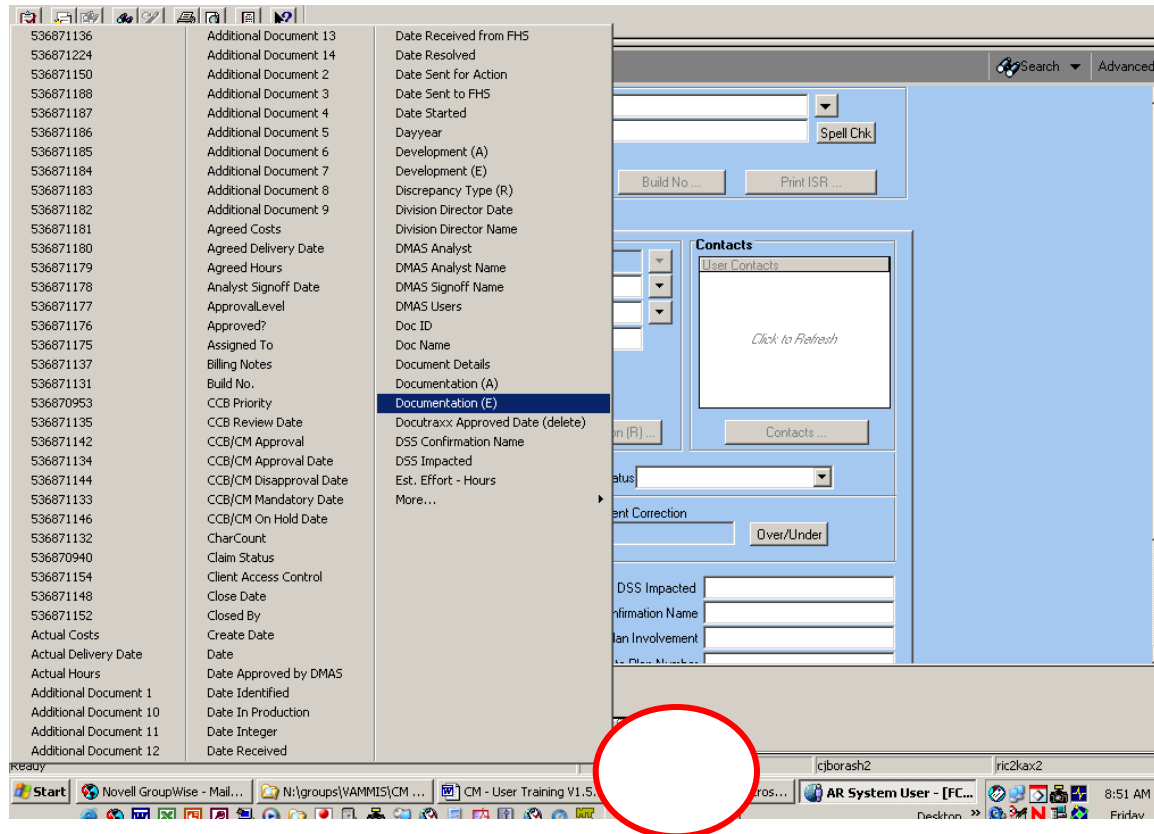 536871136
536871224
536871150
536871188
536871187
536871186
536871185
536871184
536871183
536871182
536871181
536871180
536871179
536871178
536871177
536871176
536871175
536871137
536871131
536870953
536871135
536871142
536871134
536871144
536871133
536871146
536871132
536870940
536871154
536871148
536871152
Actual Costs
Actual Delivery Date
Actual Hours
Additional Document 1
Additional Document 10
Additional Document 11
Additional Document 12
Additional Document 13
Additional Document 14
Additional Document 2
Additional Document 3
Additional Document 4
Additional Document 5
Additional Document 6
Additional Document 7
Additional Document 8
Additional Document 9
Agreed Costs
Agreed Delivery Date
Agreed Hours
Analyst Signoff Date
ApprovalLevel
Approved?
Assigned To
Billing Notes
Build No.
CCB Priority
CCB Review Date
CCB/CM Approval
CCB/CM Approval Date
CCB/CM Disapproval Date
CCB/CM Mandatory Date
CCB/CM On Hold Date
CharCount
Claim Status
Client Access Control
Close Date
Closed By
Create Date
Date
Date Approved by DMAS
Date Identified
Date In Production
Date Integer
Date Received
Date Received from FHS
Date Resolved
Date Sent for Action
Date Sent to FHS
Date Started
Dayyear
Development (A)
Development (E)
Discrepancy Type (R)
Division Director Date
Division Director Name
DMAS Analyst
DMAS Analyst Name
DMAS Signoff Name
DMAS Users
Doc ID
Doc Name
Document Details
Documentation (A)
Documentation (E)
Docutraxx Approved Date (delete)
DSS Confirmation Name
DSS Impacted
Est. Effort - Hours
More...
Search Advanced
Spell Chk
Build No ... Print ISR ...
Contacts
User Contacts
Click to Refresh
on (R) ... Contacts ...
atus
ent Correction
Over/Under
DSS Impacted
nfirmation Name
lan Involvement
te Plan Number
Ready cjborash2 ric2kax2
Start Novell GroupWise - Mail... N:\groups\VAMMIS\CM ... CM - User Training V1.5. ros... AR System User - [FC... 8:51 AM
Desktop » Friday